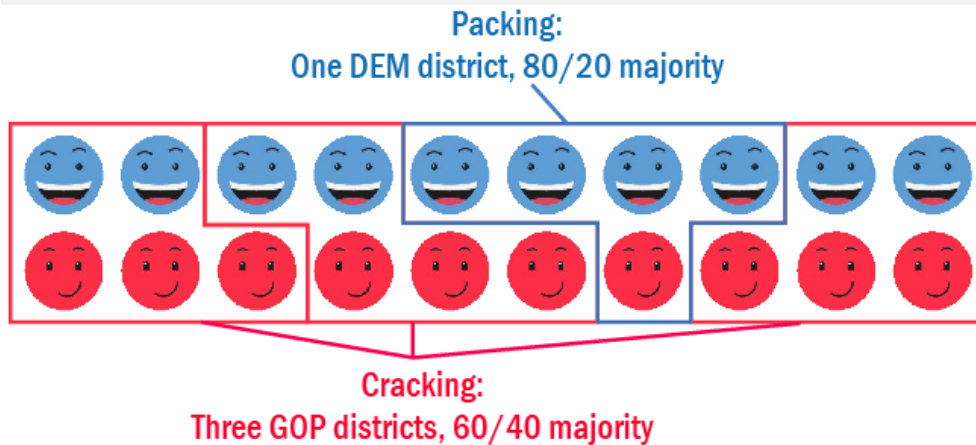 Packing:
One DEM district, 80/20 majority
Cracking:
Three GOP districts, 60/40 majority